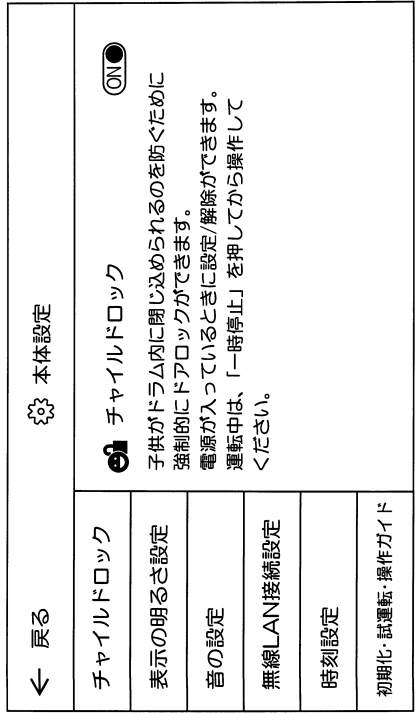 ← 戻る
本体設定
チャイルドロック
表示の明るさ設定
音の設定
無線LAN接続設定
時刻設定
初期化・試運転・操作ガイド
チャイルドロック
ON
子供がドラム内に閉じ込められるのを防ぐために
強制的にドアロックができます。
電源が入っているときに設定/解除ができます。
運転中は、「一時停止」を押してから操作して
ください。